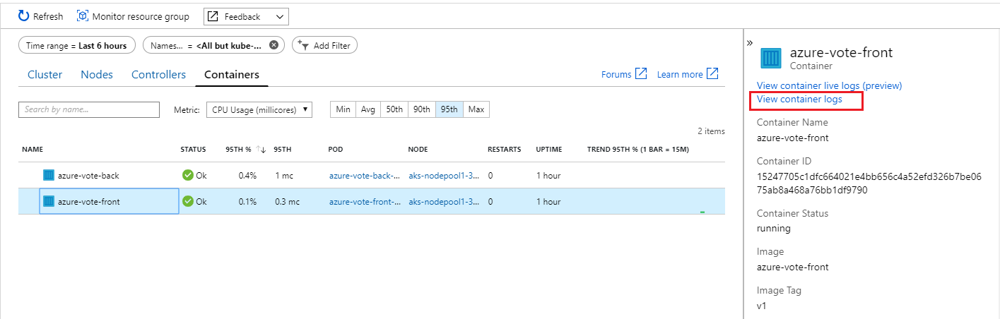 Refresh Monitor resource group Feedback
Time range = Last 6 hours Names... = <All but kube-... Add Filter
Cluster Nodes Controllers Containers Forums Learn more
Search by name... Metric: CPU Usage (millicores) Min Avg 50th 90th 95th Max
2 items
NAME STATUS 95TH % 95TH POD NODE RESTARTS UPTIME TREND 95TH % (1 BAR = 15M)
azure-vote-back Ok 0.4% 1 mc azure-vote-back-... aks-nodepool1-3... 0 1 hour
azure-vote-front Ok 0.1% 0.3 mc azure-vote-front-... aks-nodepool1-3... 0 1 hour
»
azure-vote-front
Container
View container live logs (preview)
View container logs
Container Name
azure-vote-front
Container ID
15247705c1dfc664021e4bb656c4a52efd326b7be06
75ab8a468a76bb1df9790
Container Status
running
Image
azure-vote-front
Image Tag
v1